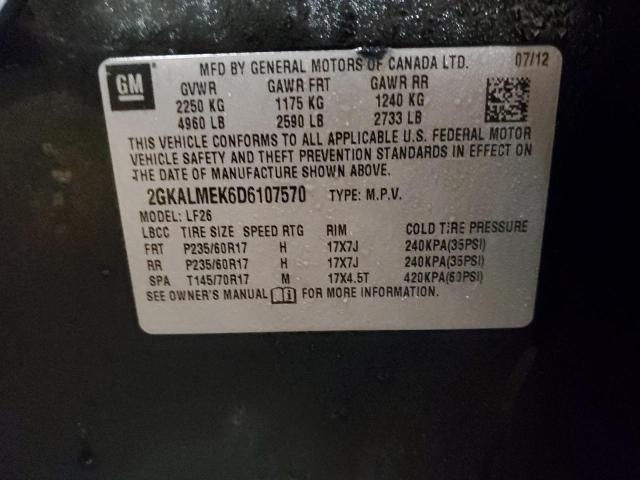 GM
MFD BY GENERAL MOTORS OF CANADA LTD. 07/12
GVWR GAWR FRT GAWR RR
2250 KG 1175 KG 1240 KG
4960 LB 2590 LB 2733 LB
THIS VEHICLE CONFORMS TO ALL APPLICABLE U.S. FEDERAL MOTOR
VEHICLE SAFETY AND THEFT PREVENTION STANDARDS IN EFFECT ON
THE DATE OF MANUFACTURE SHOWN ABOVE.
2GKALMEK6D6107570 TYPE: M.P.V.
MODEL: LF26
LBCC TIRE SIZE SPEED RTG RIM COLD TIRE PRESSURE
FRT P235/60R17 H 17X7J 240KPA(35PSI)
RR P235/60R17 H 17X7J 240KPA(35PSI)
SPA T145/70R17 M 17X4.5T 420KPA(60PSI)
SEE OWNER'S MANUAL FOR MORE INFORMATION.